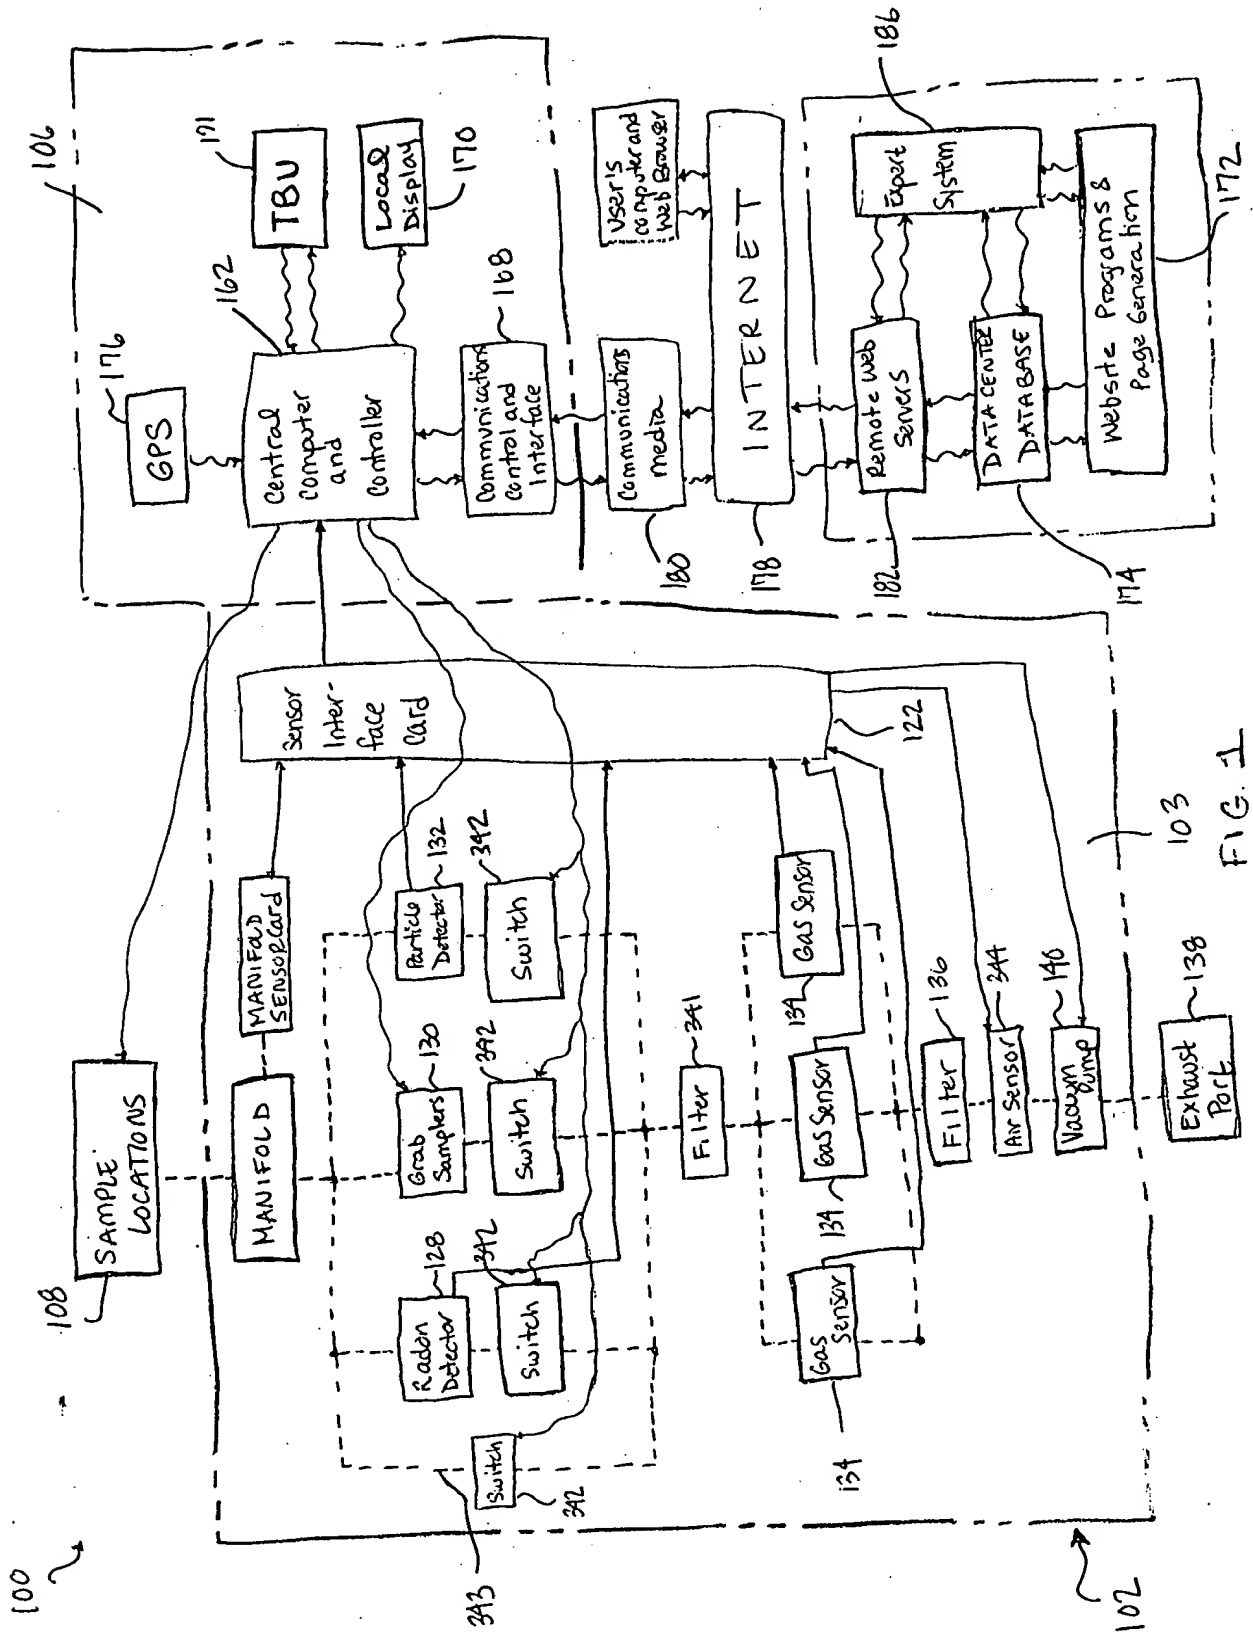 100
108
SAMPLE
LOCATIONS
MANIFOLD
MANIFOLD
SENSORCARD
Sensor
Inter-
face
Card
122
343
Switch
342
Radon
Detector
128
Switch
342
Grab
Samplers
130
Switch
342
Particle
Detector
132
Switch
342
Filter
341
Gas
Sensor
134
Gas Sensor
134
Gas Sensor
134
Filter
136
Air Sensor
344
Vacuum
Pump
140
Exhaust
Port
138
102
103
106
GPS
176
Central
Computer
and
Controller
162
TBU
171
Local
Display
170
Communications
Control and
Interface
168
Communications
media
180
User's
Computer and
Web Browser
INTERNET
178
Remote Web
Servers
182
Expert
System
186
DATA CENTER
DATABASE
174
Website Programs &
Page Generation
172
FIG. 1